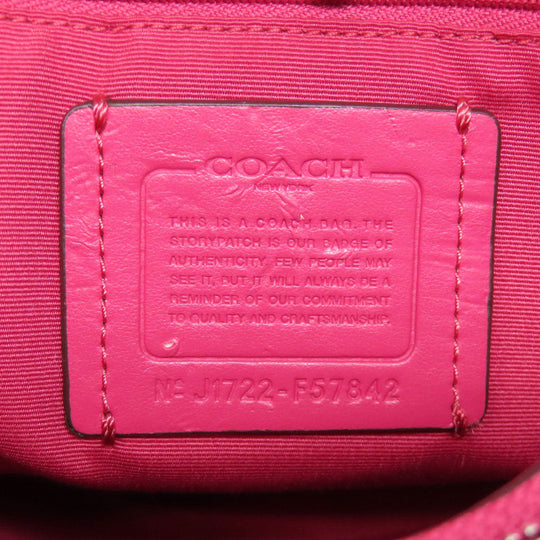 COACH
NEW YORK
THIS IS A COACH BAG. THE
STORYPATCH IS OUR BADGE OF
AUTHENTICITY, FEW PEOPLE MAY
SEE IT, BUT IT WILL ALWAYS BE A
REMINDER OF OUR COMMITMENT
TO QUALITY AND CRAFTSMANSHIP.
Nº J1722-F57842